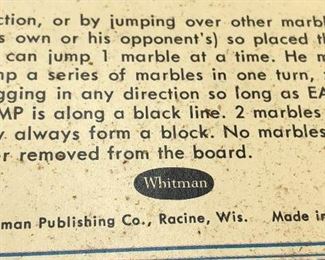 ction, or by jumping over other marbl
s own or his opponent's) so placed th
can jump 1 marble at a time. He m
mp a series of marbles in one turn,
gging in any direction so long as EA
MP is along a black line. 2 marbles
y always form a block. No marbles
er removed from the board.
Whitman
man Publishing Co., Racine, Wis. Made in